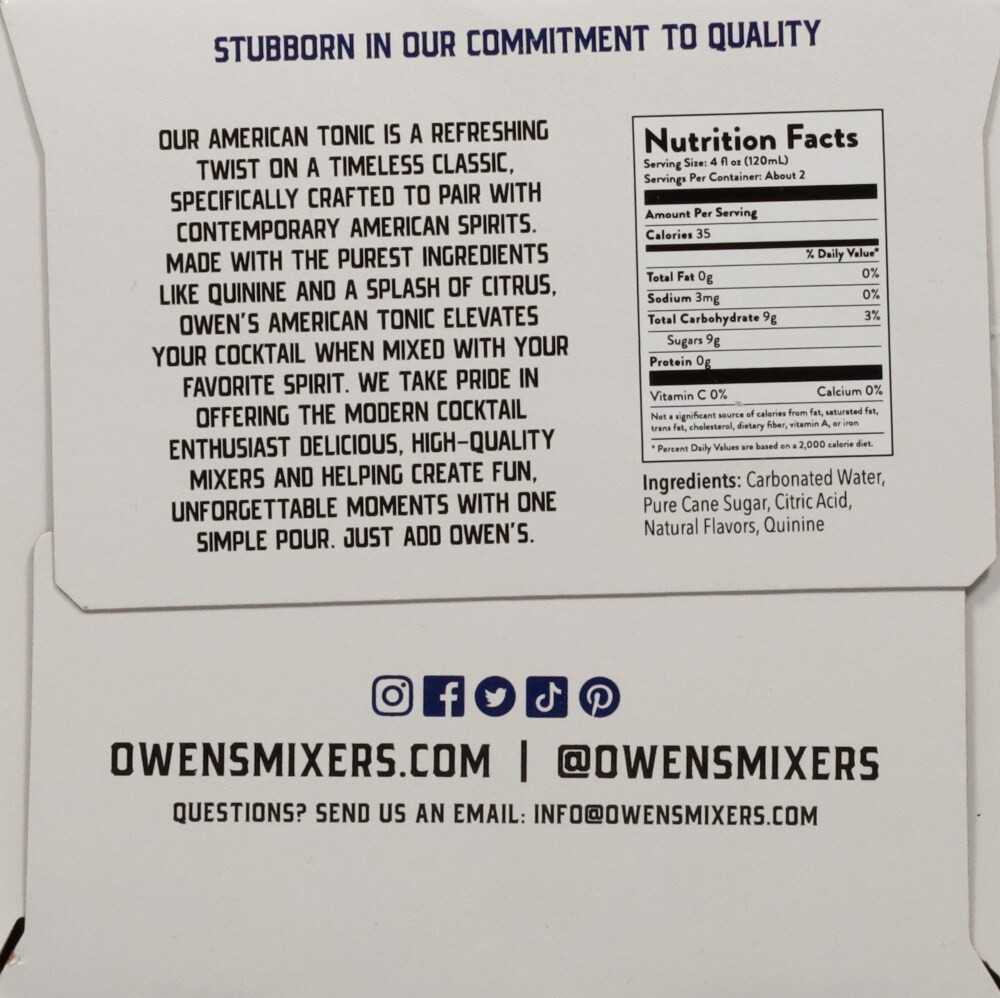 STUBBORN IN OUR COMMITMENT TO QUALITY
OUR AMERICAN TONIC IS A REFRESHING
TWIST ON A TIMELESS CLASSIC,
SPECIFICALLY CRAFTED TO PAIR WITH
CONTEMPORARY AMERICAN SPIRITS.
MADE WITH THE PUREST INGREDIENTS
LIKE QUININE AND A SPLASH OF CITRUS,
OWEN'S AMERICAN TONIC ELEVATES
YOUR COCKTAIL WHEN MIXED WITH YOUR
FAVORITE SPIRIT. WE TAKE PRIDE IN
OFFERING THE MODERN COCKTAIL
ENTHUSIAST DELICIOUS, HIGH-QUALITY
MIXERS AND HELPING CREATE FUN,
UNFORGETTABLE MOMENTS WITH ONE
SIMPLE POUR. JUST ADD OWEN'S.
Nutrition Facts
Serving Size: 4 fl oz (120mL)
Servings Per Container: About 2
Amount Per Serving
Calories 35
% Daily Value*
Total Fat 0g 0%
Sodium 3mg 0%
Total Carbohydrate 9g 3%
Sugars 9g
Protein 0g
Vitamin C 0% Calcium 0%
Not a significant source of calories from fat, saturated fat,
trans fat, cholesterol, dietary fiber, vitamin A, or iron
* Percent Daily Values are based on a 2,000 calorie diet.
Ingredients: Carbonated Water,
Pure Cane Sugar, Citric Acid,
Natural Flavors, Quinine
OWENSMIXERS.COM | @OWENSMIXERS
QUESTIONS? SEND US AN EMAIL: INFO@OWENSMIXERS.COM